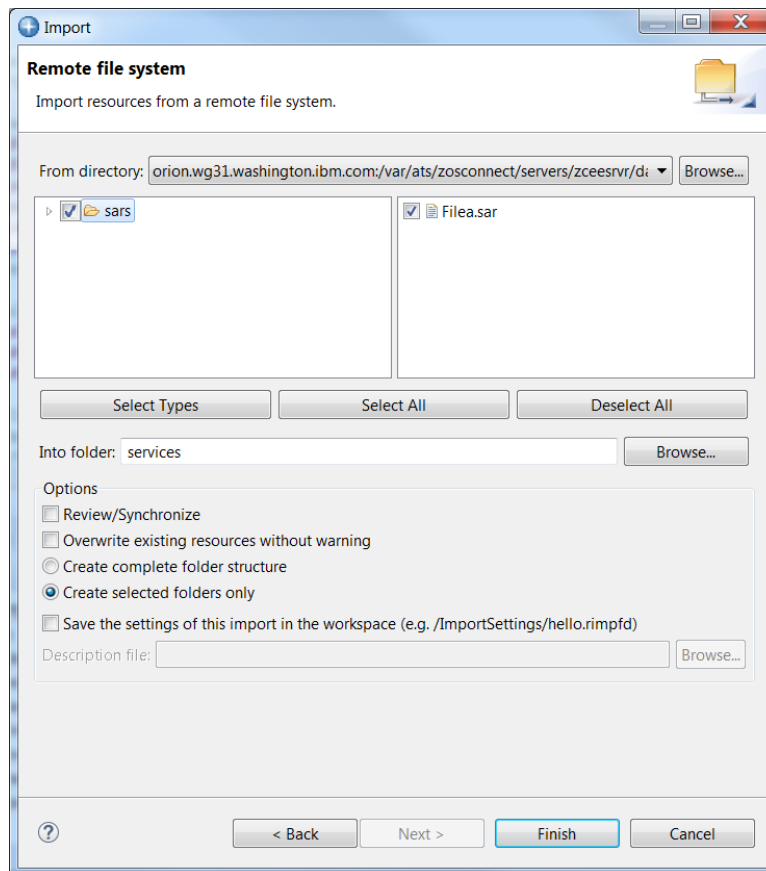 Import
Remote file system
Import resources from a remote file system.
From directory: orion.wg31.washington.ibm.com:/var/ats/zosconnect/servers/zceesrvr/da Browse...
sars Filea.sar
Select Types Select All Deselect All
Into folder: services Browse...
Options
Review/Synchronize
Overwrite existing resources without warning
Create complete folder structure
Create selected folders only
Save the settings of this import in the workspace (e.g. /ImportSettings/hello.rimpfd)
Description file: Browse...
? < Back Next > Finish Cancel